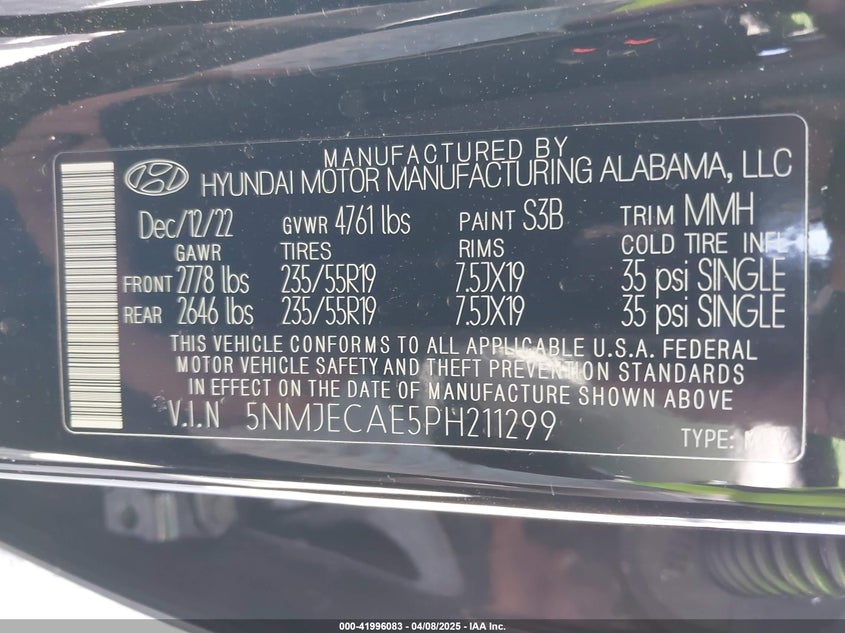 MANUFACTURED BY
HYUNDAI MOTOR MANUFACTURING ALABAMA, LLC
Dec/12/22 GVWR 4761 lbs PAINT S3B TRIM MMH
GAWR TIRES RIMS COLD TIRE INFL
FRONT 2778 lbs 235/55R19 7.5JX19 35 psi SINGLE
REAR 2646 lbs 235/55R19 7.5JX19 35 psi SINGLE
THIS VEHICLE CONFORMS TO ALL APPLICABLE U.S.A. FEDERAL
MOTOR VEHICLE SAFETY AND THEFT PREVENTION STANDARDS
IN EFFECT ON THE DATE OF MANUFACTURE SHOWN ABOVE
V.I.N 5NMJECAE5PH211299
TYPE:
000-41996083 - 04/08/2025 - IAA Inc.